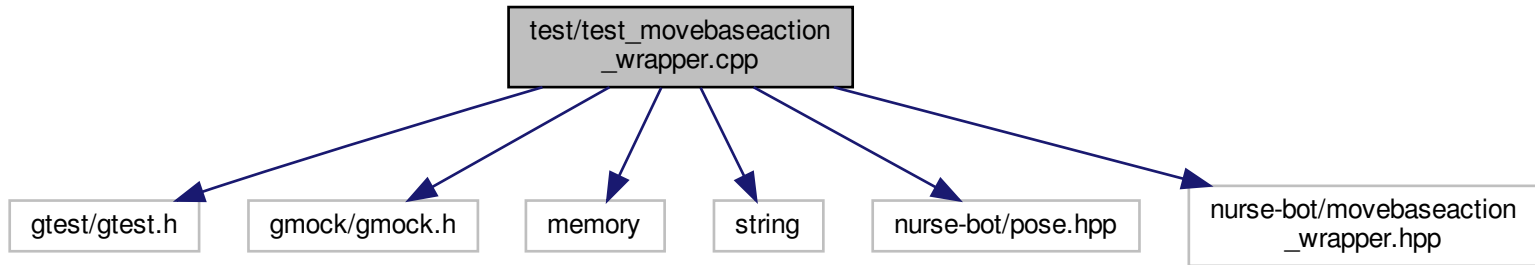 test/test_movebaseaction
_wrapper.cpp
gtest/gtest.h
gmock/gmock.h
memory
string
nurse-bot/pose.hpp
nurse-bot/movebaseaction
_wrapper.hpp